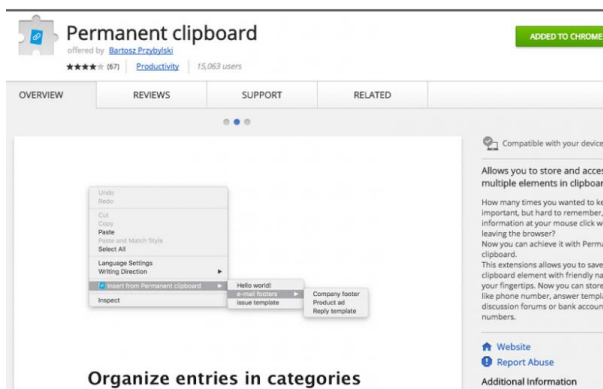 Permanent clipboard
offered by Bartosz Przybylski
(67) Productivity 15,063 users
ADDED TO CHROME
OVERVIEW REVIEWS SUPPORT RELATED
Compatible with your device
Allows you to store and acces
multiple elements in clipboar
How many times you wanted to ke
important, but hard to remember,
information at your mouse click w
leaving the browser?
Now you can achieve it with Perma
clipboard.
This extensions allows you to save
clipboard element with friendly na
your fingertips. Now you can store
like phone number, answer templa
discussion forums or bank accoun
numbers.
Website
Report Abuse
Additional Information
Undo
Redo
Cut
Copy
Paste
Paste and Match Style
Select All
Language Settings
Writing Direction
Insert from Permanent clipboard
Inspect
Hello world!
e-mail footers
issue template
Company footer
Product ad
Reply template
Organize entries in categories